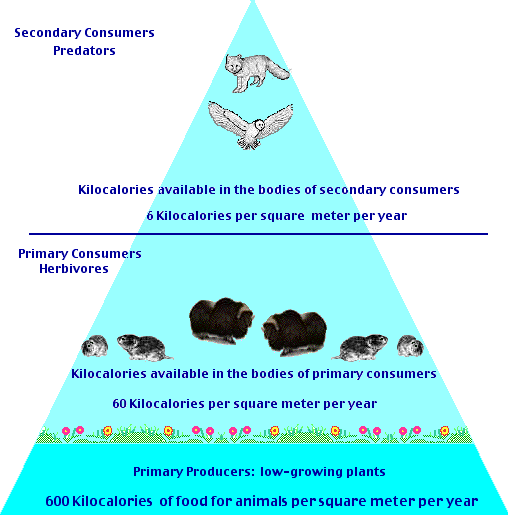 Secondary Consumers
Predators
Kilocalories available in the bodies of secondary consumers
6 Kilocalories per square meter per year
Primary Consumers
Herbivores
Kilocalories available in the bodies of primary consumers
60 Kilocalories per square meter per year
Primary Producers: low-growing plants
600 Kilocalories of food for animals per square meter per year